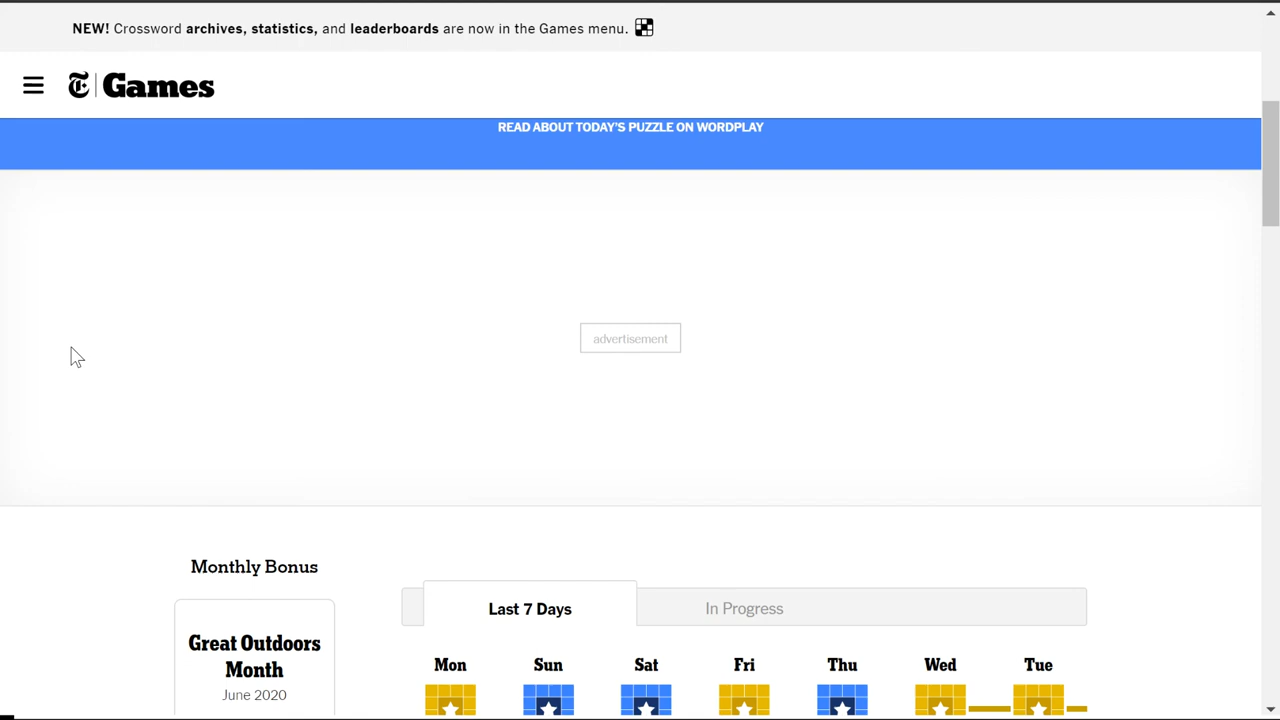 NEW! Crossword archives, statistics, and leaderboards are now in the Games menu.
T Games
READ ABOUT TODAY'S PUZZLE ON WORDPLAY
advertisement
Monthly Bonus
Great Outdoors
Month
June 2020
Last 7 Days
In Progress
Mon Sun Sat Fri Thu Wed Tue